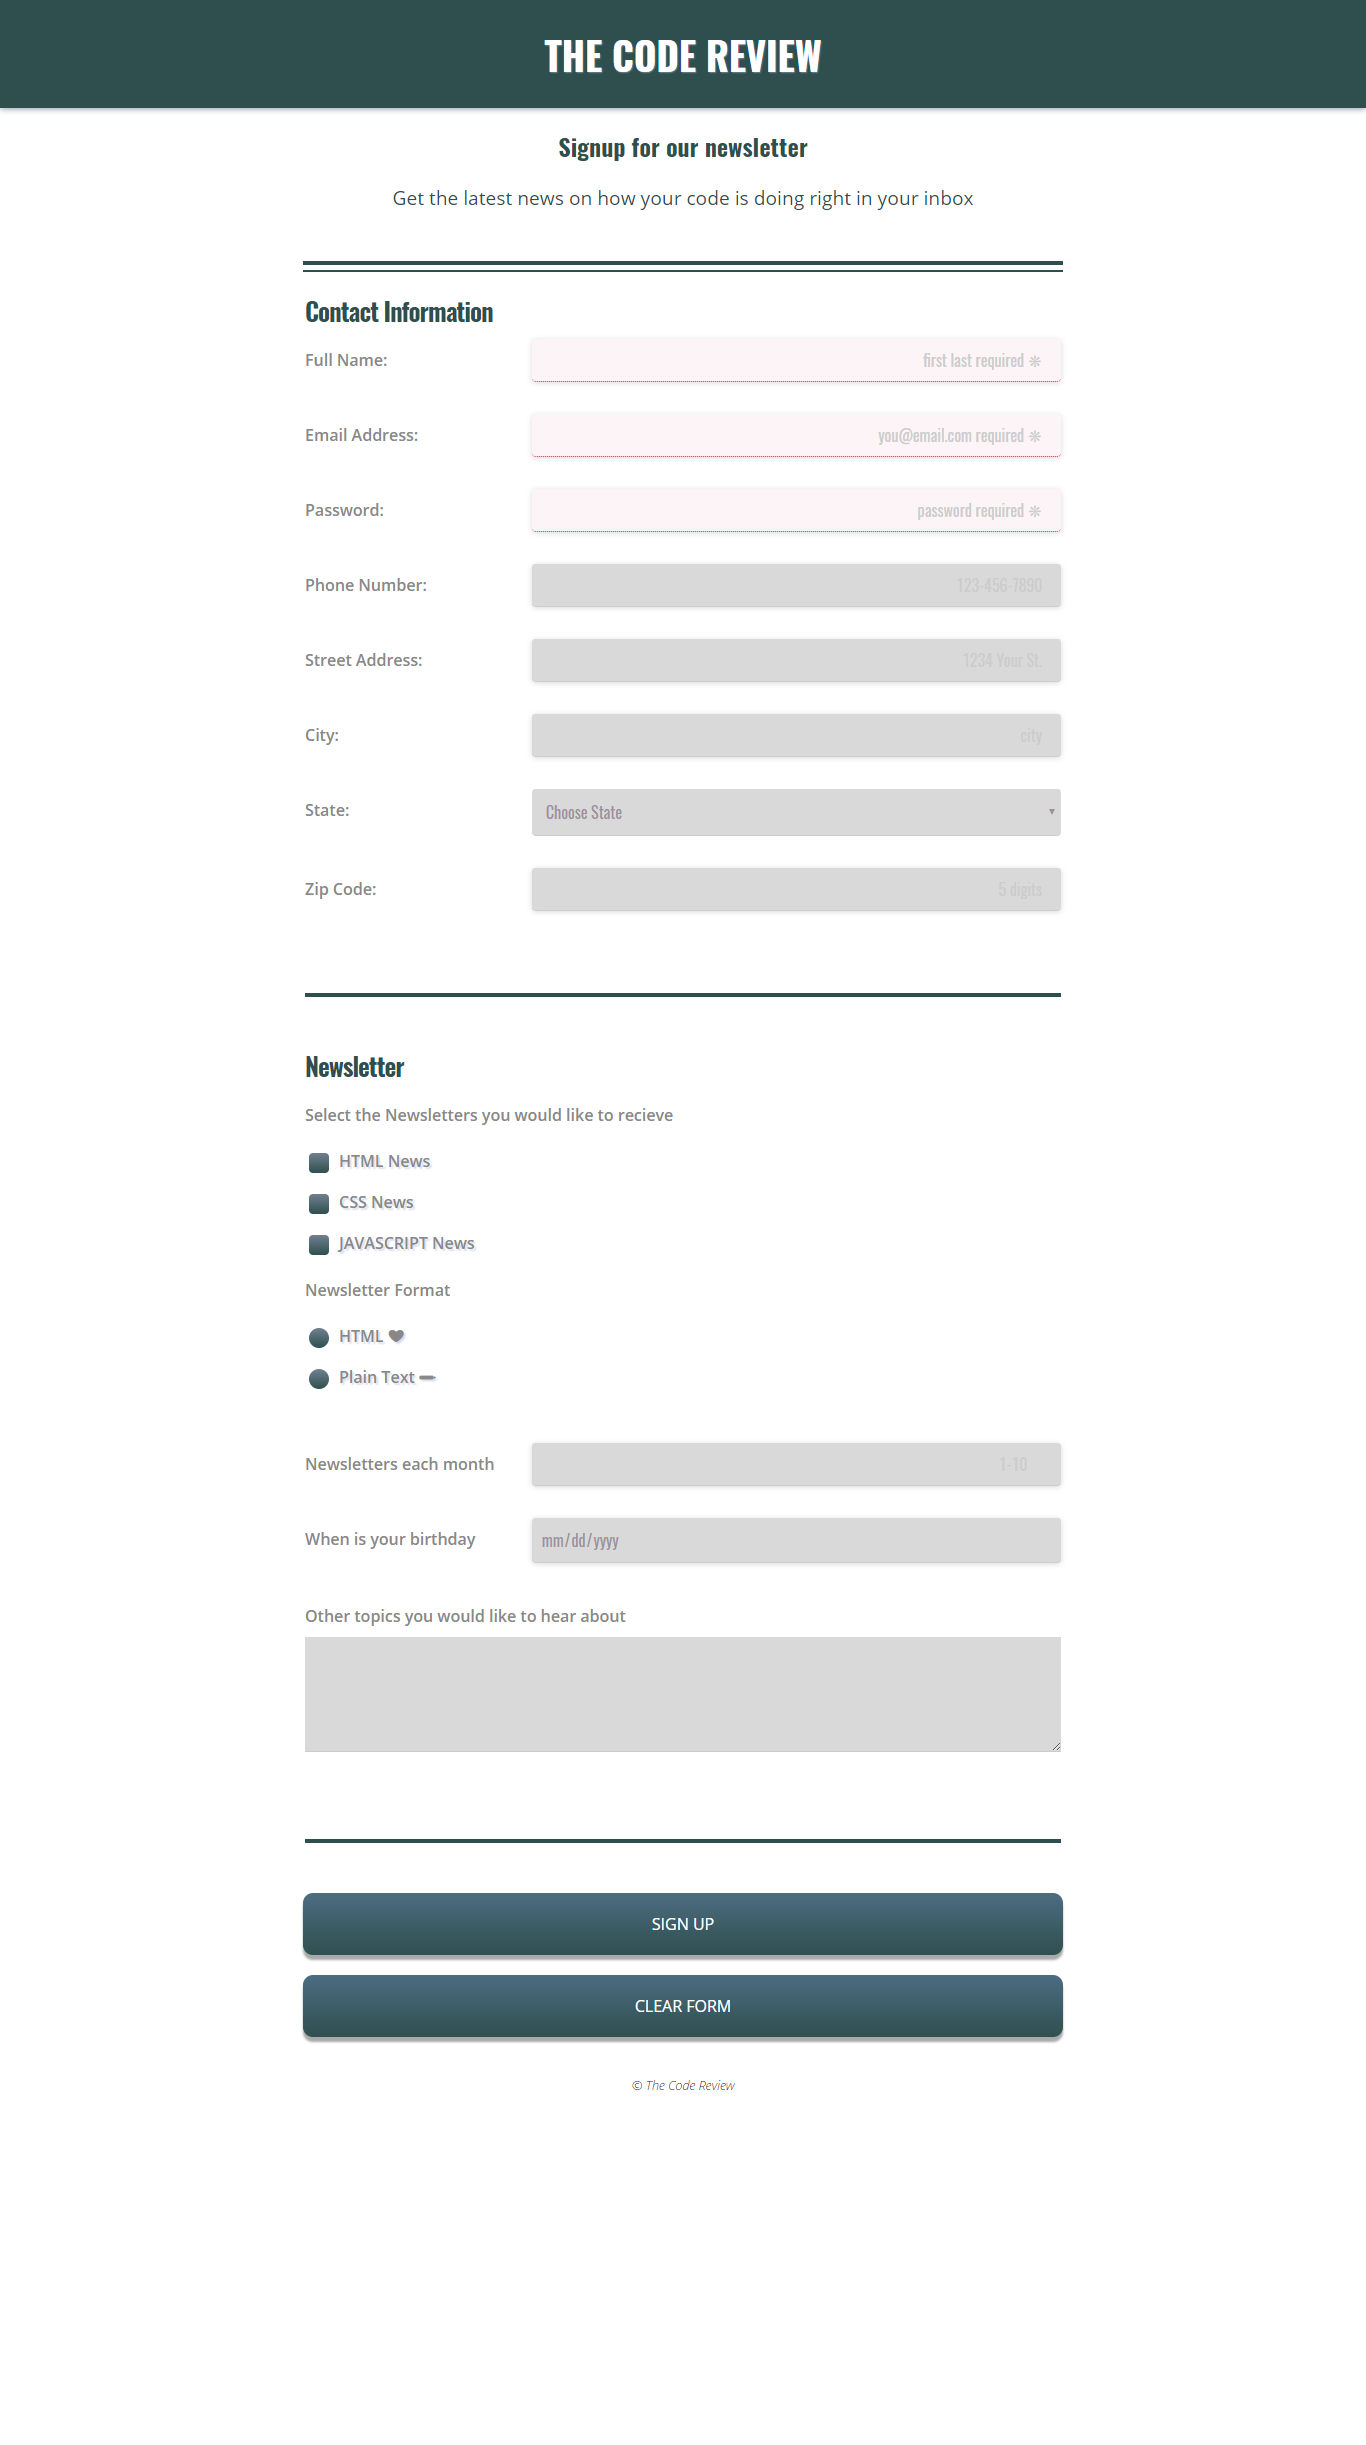 THE CODE REVIEW
Signup for our newsletter
Get the latest news on how your code is doing right in your inbox
Contact Information
Full Name:
first last required ❋
Email Address:
you@email.com required ❋
Password:
password required ❋
Phone Number:
123-456-7890
Street Address:
1234 Your St.
City:
city
State:
Choose State
Zip Code:
5 digits
Newsletter
Select the Newsletters you would like to recieve
HTML News
CSS News
JAVASCRIPT News
Newsletter Format
HTML ❤
Plain Text
Newsletters each month
1-10
When is your birthday
mm/dd/yyyy
Other topics you would like to hear about
SIGN UP
CLEAR FORM
© The Code Review